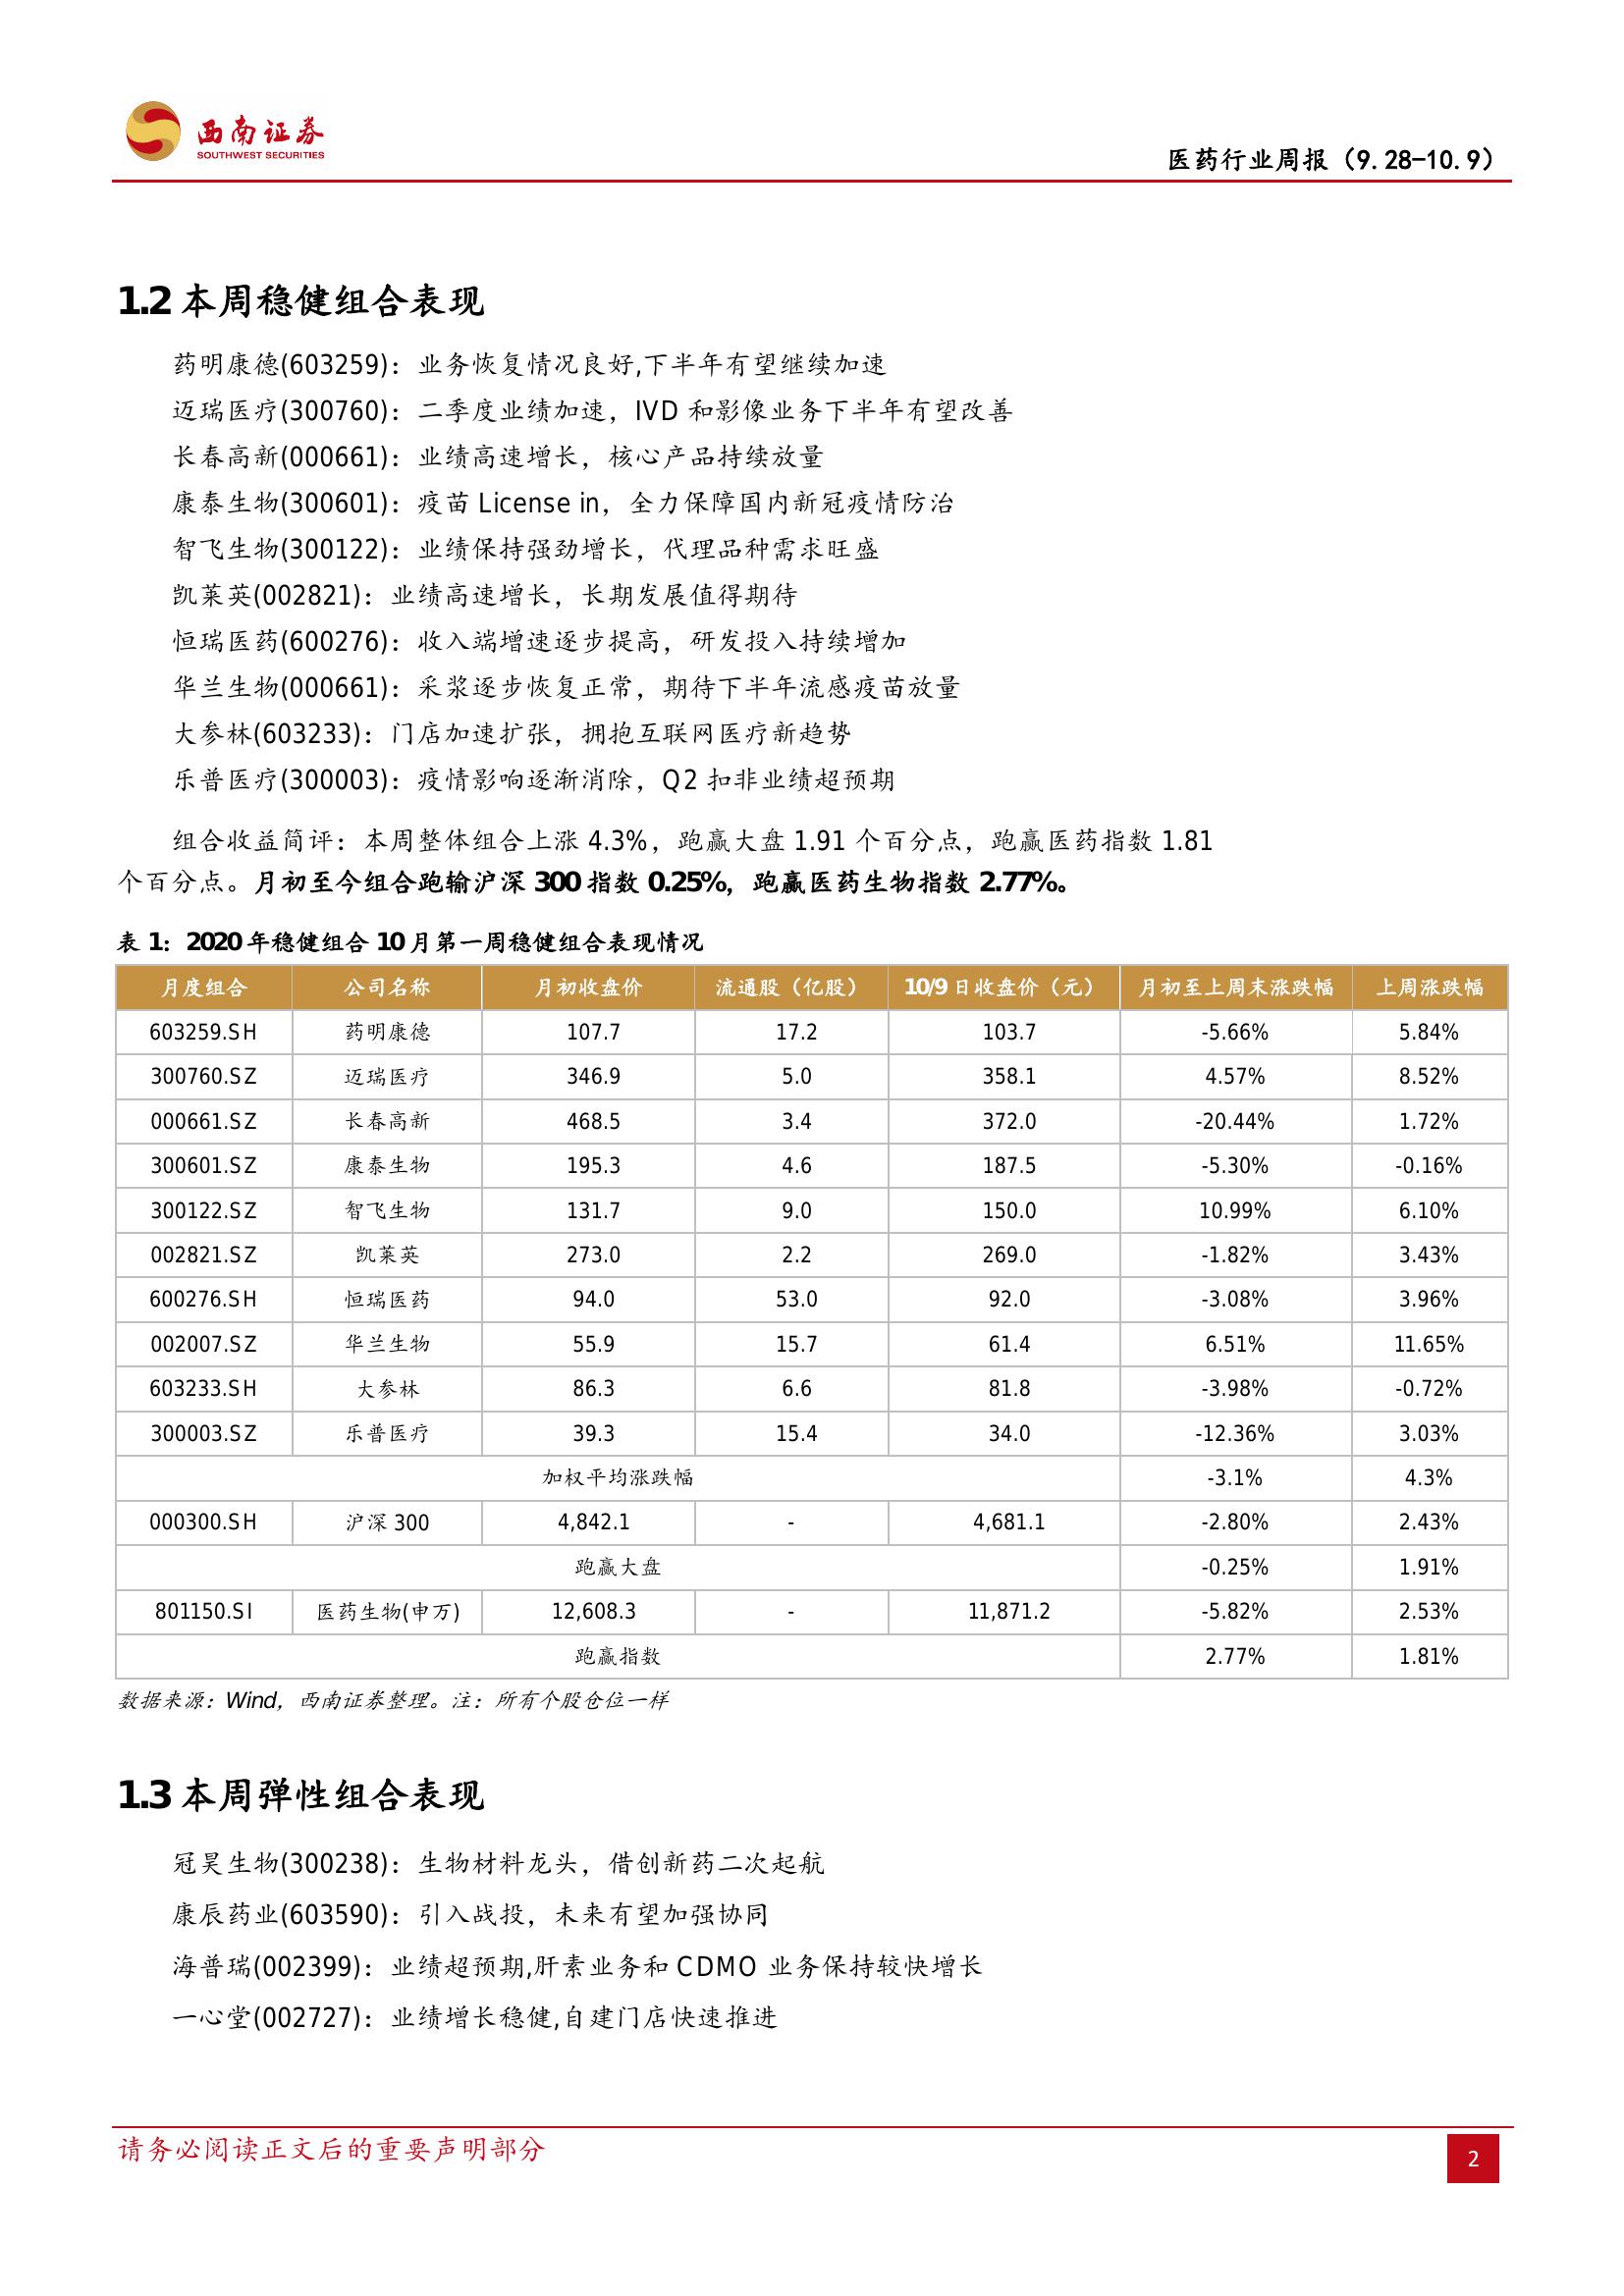 西南证券
SOUTHWEST SECURITIES
医药行业周报（9.28-10.9）
1.2 本周稳健组合表现
药明康德(603259)：业务恢复情况良好,下半年有望继续加速
迈瑞医疗(300760)：二季度业绩加速，IVD 和影像业务下半年有望改善
长春高新(000661)：业绩高速增长，核心产品持续放量
康泰生物(300601)：疫苗 License in，全力保障国内新冠疫情防治
智飞生物(300122)：业绩保持强劲增长，代理品种需求旺盛
凯莱英(002821)：业绩高速增长，长期发展值得期待
恒瑞医药(600276)：收入端增速逐步提高，研发投入持续增加
华兰生物(000661)：采浆逐步恢复正常，期待下半年流感疫苗放量
大参林(603233)：门店加速扩张，拥抱互联网医疗新趋势
乐普医疗(300003)：疫情影响逐渐消除，Q2 扣非业绩超预期
组合收益简评：本周整体组合上涨 4.3%，跑赢大盘 1.91 个百分点，跑赢医药指数 1.81
个百分点。月初至今组合跑输沪深 300 指数 0.25%，跑赢医药生物指数 2.77%。
表 1：2020 年稳健组合 10 月第一周稳健组合表现情况
月度组合 公司名称 月初收盘价 流通股（亿股） 10/9 日收盘价（元） 月初至上周末涨跌幅 上周涨跌幅
603259.SH 药明康德 107.7 17.2 103.7 -5.66% 5.84%
300760.SZ 迈瑞医疗 346.9 5.0 358.1 4.57% 8.52%
000661.SZ 长春高新 468.5 3.4 372.0 -20.44% 1.72%
300601.SZ 康泰生物 195.3 4.6 187.5 -5.30% -0.16%
300122.SZ 智飞生物 131.7 9.0 150.0 10.99% 6.10%
002821.SZ 凯莱英 273.0 2.2 269.0 -1.82% 3.43%
600276.SH 恒瑞医药 94.0 53.0 92.0 -3.08% 3.96%
002007.SZ 华兰生物 55.9 15.7 61.4 6.51% 11.65%
603233.SH 大参林 86.3 6.6 81.8 -3.98% -0.72%
300003.SZ 乐普医疗 39.3 15.4 34.0 -12.36% 3.03%
加权平均涨跌幅 -3.1% 4.3%
000300.SH 沪深 300 4,842.1 - 4,681.1 -2.80% 2.43%
跑赢大盘 -0.25% 1.91%
801150.SI 医药生物(申万) 12,608.3 - 11,871.2 -5.82% 2.53%
跑赢指数 2.77% 1.81%
数据来源：Wind，西南证券整理。注：所有个股仓位一样
1.3 本周弹性组合表现
冠昊生物(300238)：生物材料龙头，借创新药二次起航
康辰药业(603590)：引入战投，未来有望加强协同
海普瑞(002399)：业绩超预期,肝素业务和 CDMO 业务保持较快增长
一心堂(002727)：业绩增长稳健,自建门店快速推进
请务必阅读正文后的重要声明部分
2